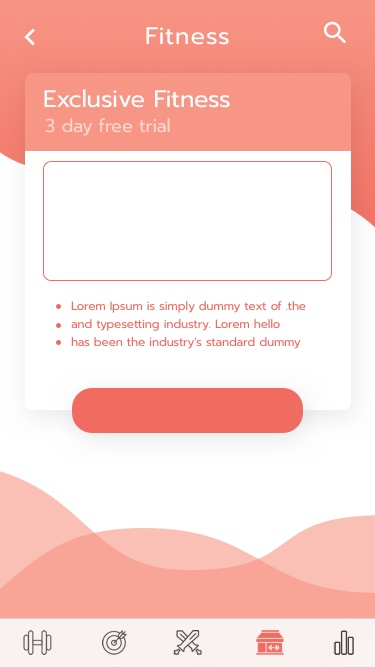 Fitness
Exclusive Fitness
3 day free trial
Lorem Ipsum is simply dummy text of .the
and typesetting industry. Lorem hello
has been the industry's standard dummy